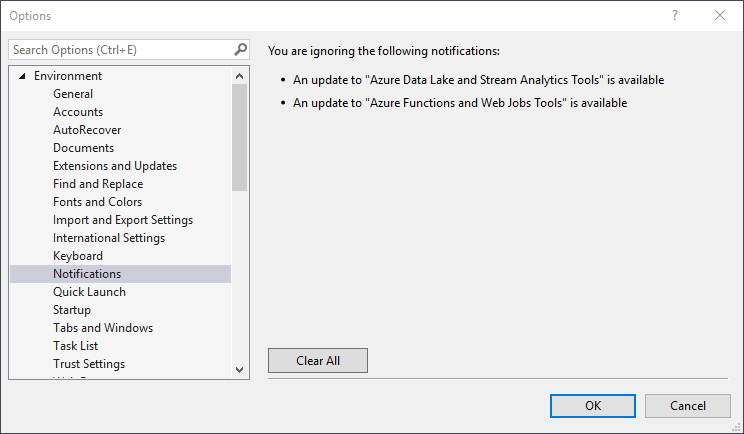 Options
Search Options (Ctrl+E)
Environment
General
Accounts
AutoRecover
Documents
Extensions and Updates
Find and Replace
Fonts and Colors
Import and Export Settings
International Settings
Keyboard
Notifications
Quick Launch
Startup
Tabs and Windows
Task List
Trust Settings
You are ignoring the following notifications:
• An update to "Azure Data Lake and Stream Analytics Tools" is available
• An update to "Azure Functions and Web Jobs Tools" is available
Clear All
OK
Cancel